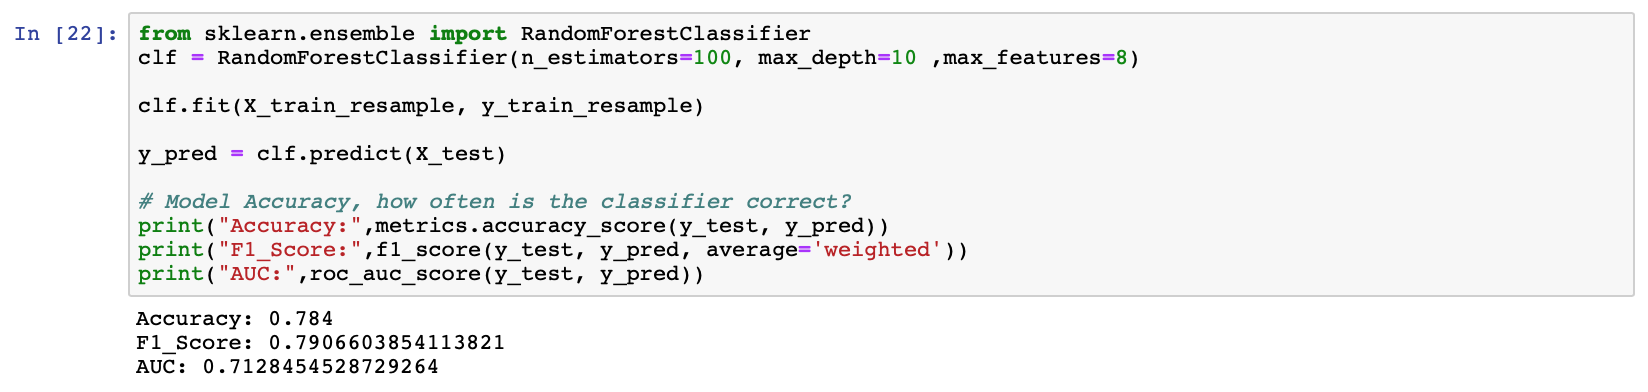 In [22]: from sklearn.ensemble import RandomForestClassifier
clf = RandomForestClassifier(n_estimators=100, max_depth=10 ,max_features=8)
clf.fit(X_train_resample, y_train_resample)
y_pred = clf.predict(X_test)
# Model Accuracy, how often is the classifier correct?
print("Accuracy:",metrics.accuracy_score(y_test, y_pred))
print("F1_Score:",f1_score(y_test, y_pred, average='weighted'))
print("AUC:",roc_auc_score(y_test, y_pred))
Accuracy: 0.784
F1_Score: 0.7906603854113821
AUC: 0.7128454528729264